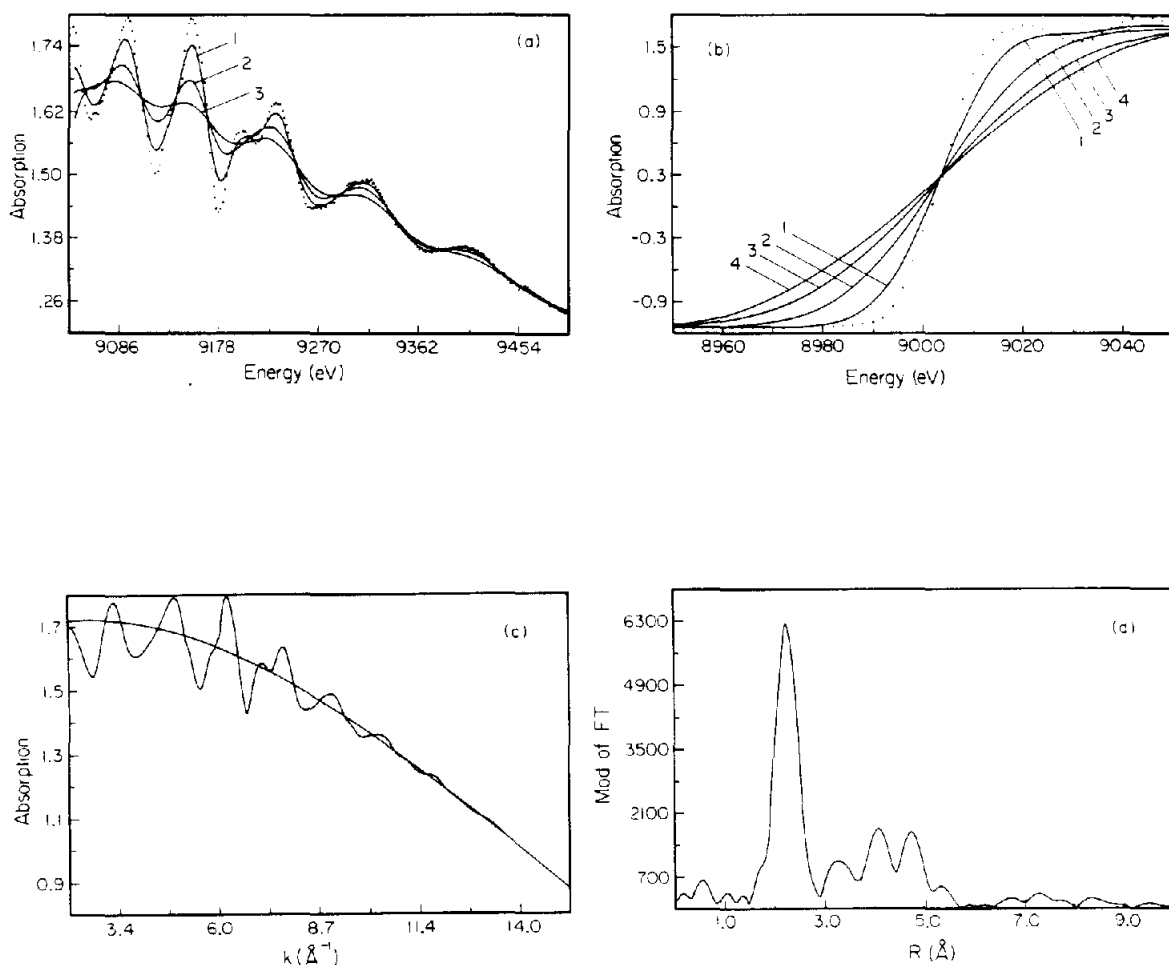 (a)
1.74
1.62
1.50
1.38
.26
Absorption
1
2
3
9086 9178 9270 9362 9454
Energy (eV)
(b)
1.5
0.9
0.3
-0.3
-0.9
Absorption
1
2
3
4
4
3
2
1
8960 8980 9000 9020 9040
Energy (eV)
(c)
1.7
1.5
1.3
0.9
Absorption
3.4 6.0 8.7 11.4 14.0
k (Å⁻¹)
(d)
6300
4900
3500
2100
700
Mod of FT
1.0 3.0 5.0 7.0 9.0
R (Å)